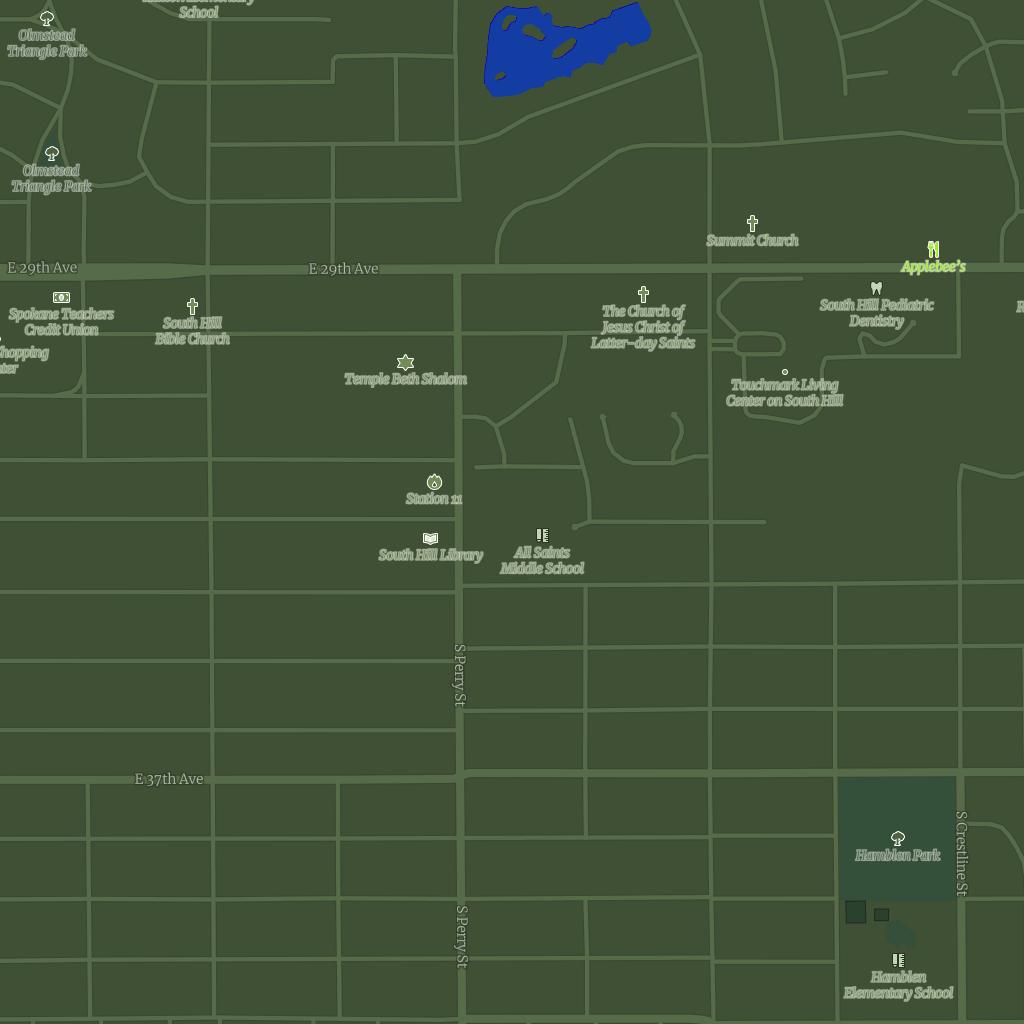 School
Olmstead
Triangle Park
Olmstead
Triangle Park
Summit Church
E 29th Ave
E 29th Ave
Applebee's
Spokane Teachers
Credit Union
South Hill
Bible Church
The Church of
Jesus Christ of
Latter-day Saints
South Hill Pediatric
Dentistry
Temple Beth Shalom
Touchmark Living
Center on South Hill
Station 11
South Hill Library
All Saints
Middle School
S Perry St
E 37th Ave
Hamblen Park
S Crestline St
S Perry St
Hamblen
Elementary School